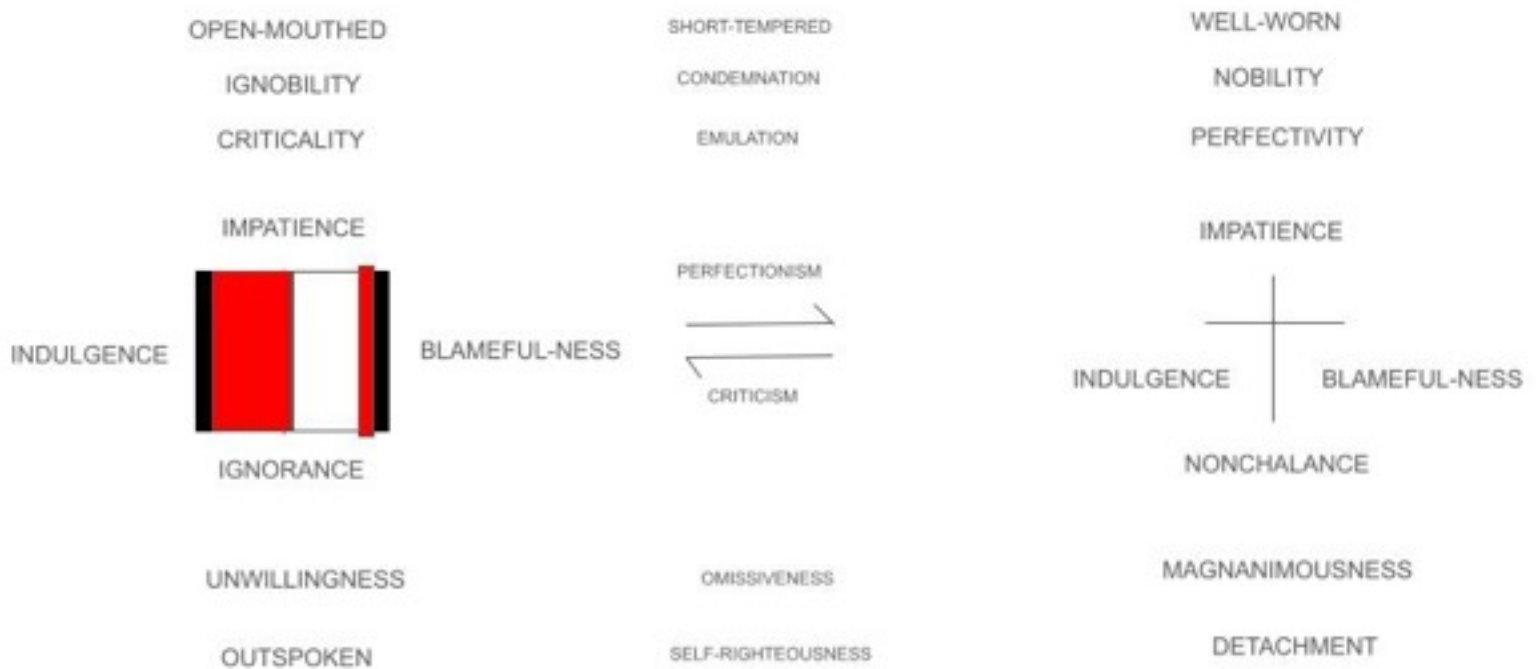 OPEN-MOUTHED
IGNOBILITY
CRITICALITY
IMPATIENCE
INDULGENCE
BLAMEFUL-NESS
IGNORANCE
UNWILLINGNESS
OUTSPOKEN
SHORT-TEMPERED
CONDEMNATION
EMULATION
PERFECTIONISM
CRITICISM
OMISSIVENESS
SELF-RIGHTEOUSNESS
WELL-WORN
NOBILITY
PERFECTIVITY
IMPATIENCE
INDULGENCE
BLAMEFUL-NESS
NONCHALANCE
MAGNANIMOUSNESS
DETACHMENT